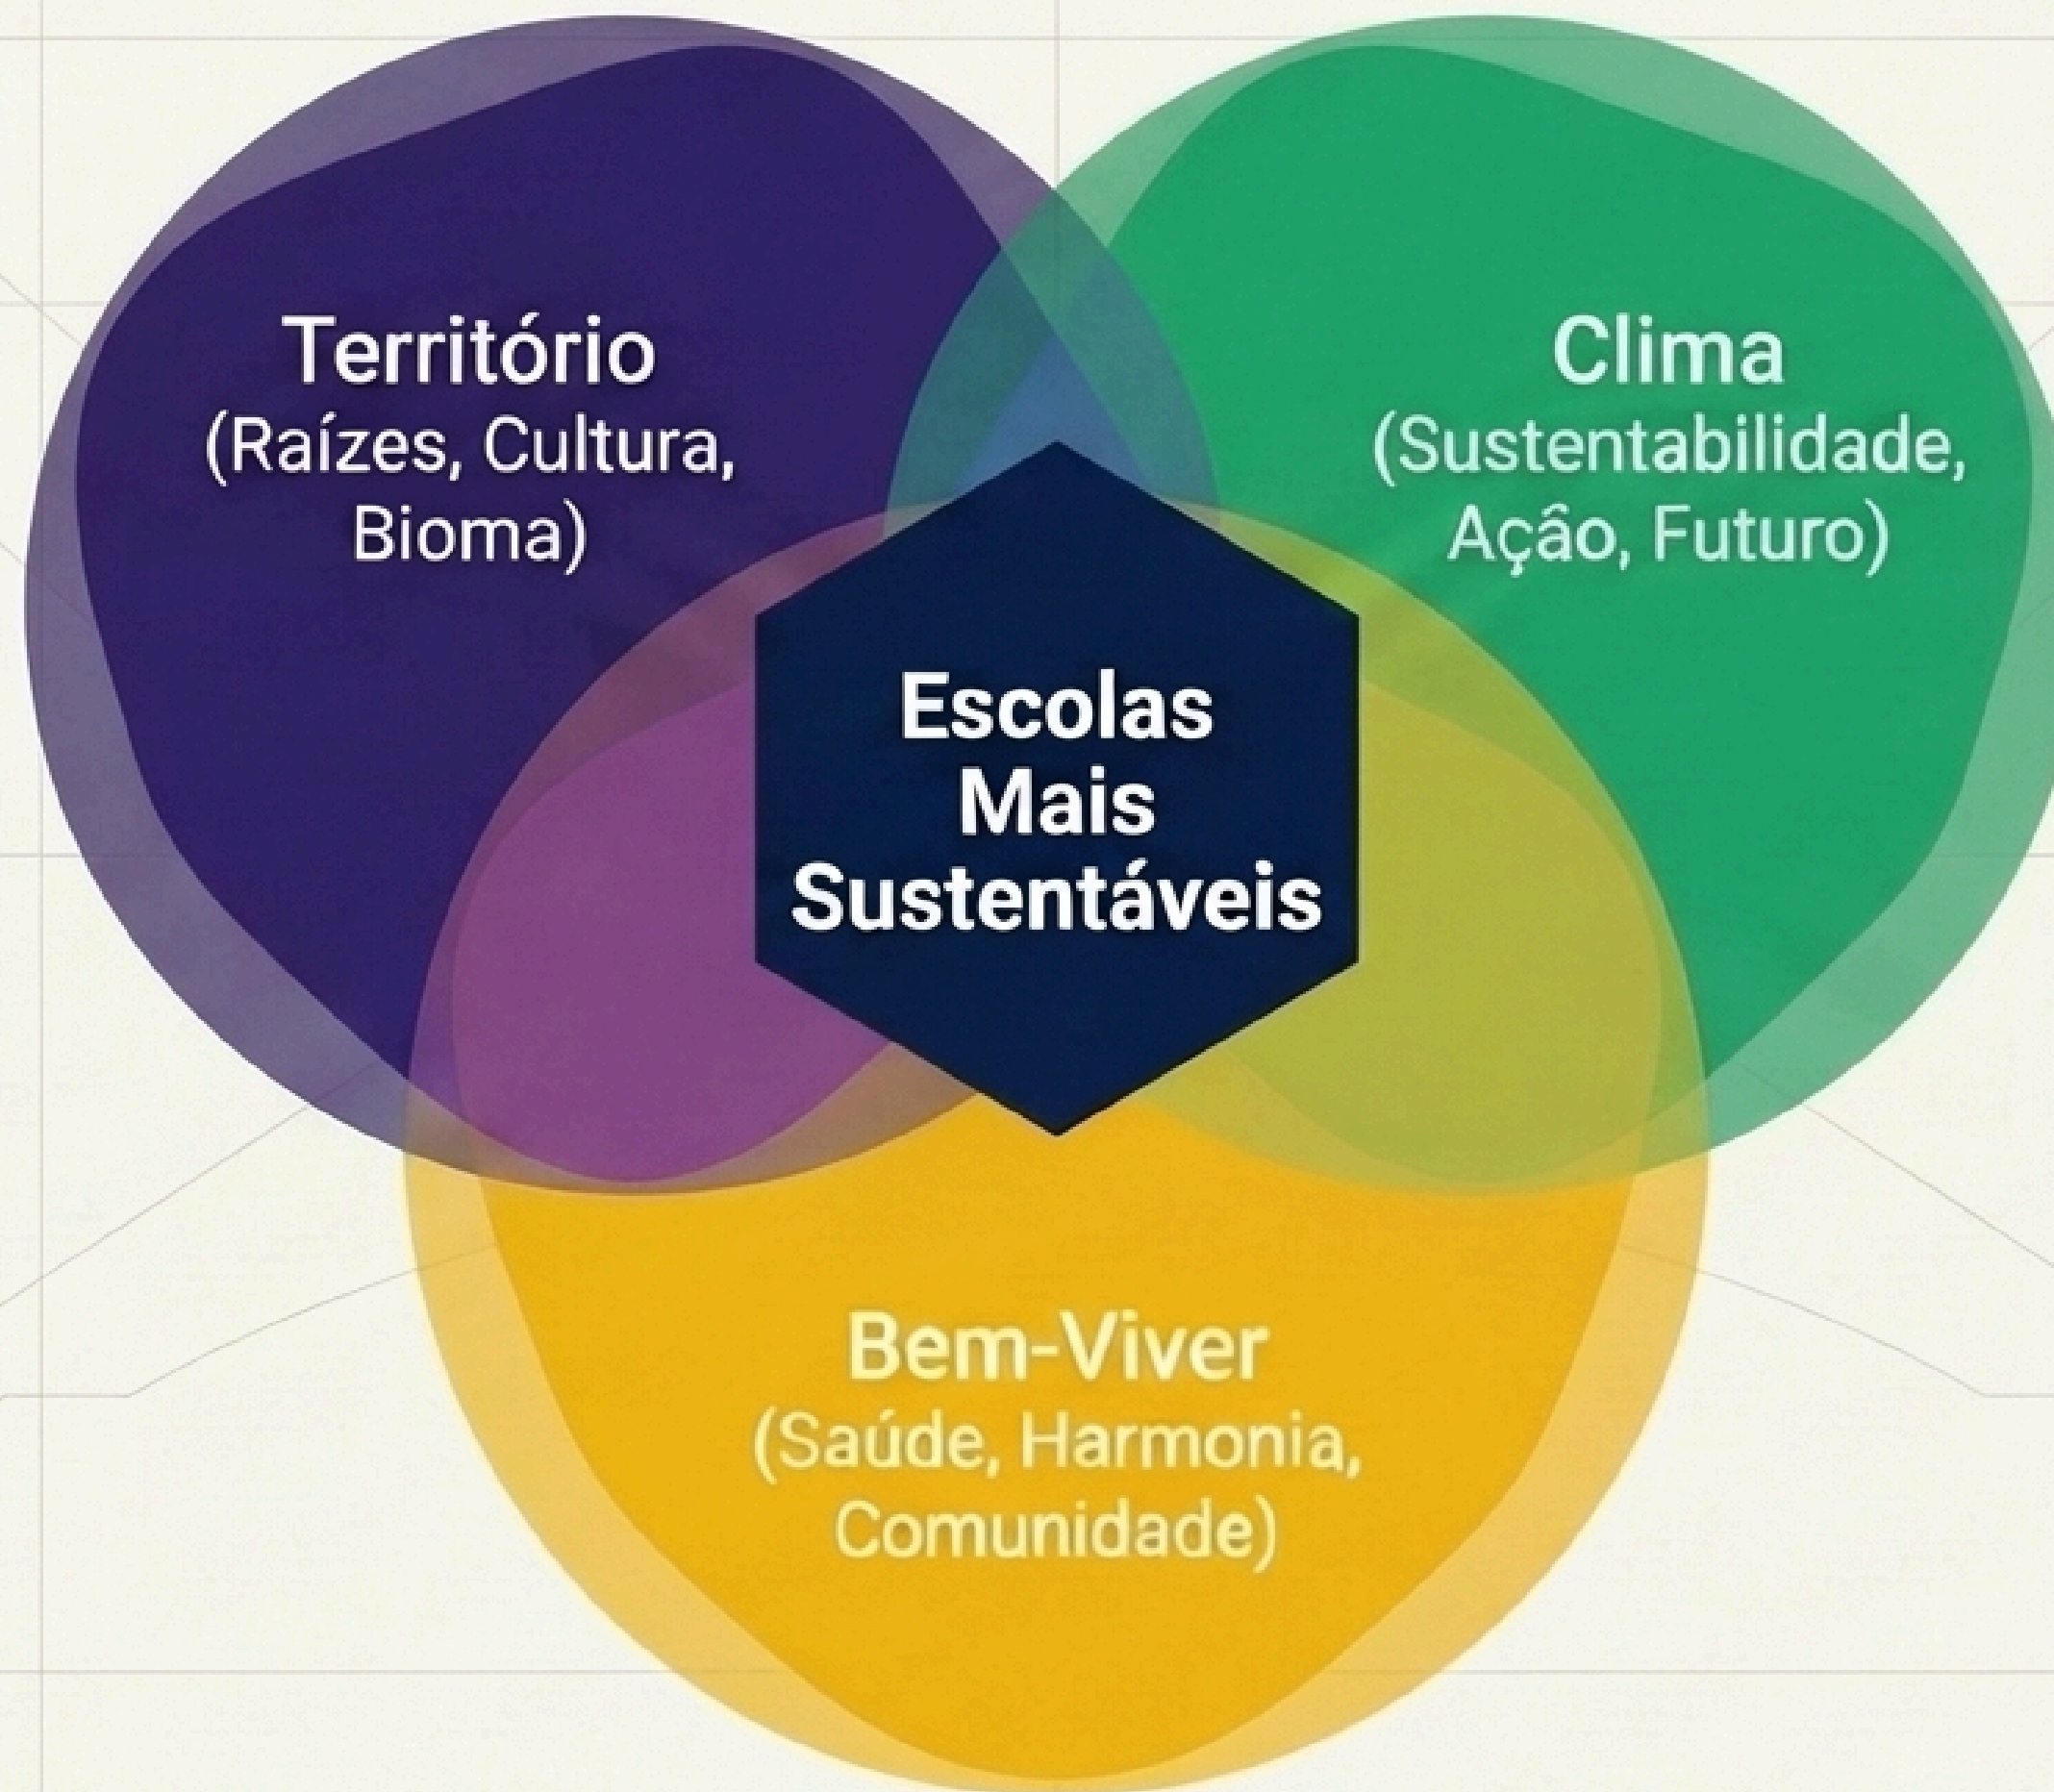 Território
(Raízes, Cultura,
Bioma)
Clima
(Sustentabilidade,
Açâo, Futuro)
Escolas
Mais
Sustentáveis
Bem-Viver
(Saúde, Harmonia,
Comunidade)